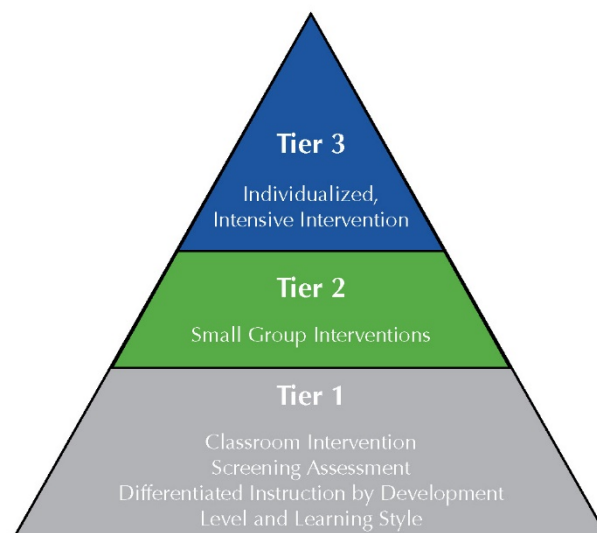 Tier 3
Individualized,
Intensive Intervention
Tier 2
Small Group Interventions
Tier 1
Classroom Intervention
Screening Assessment
Differentiated Instruction by Development
Level and Learning Style